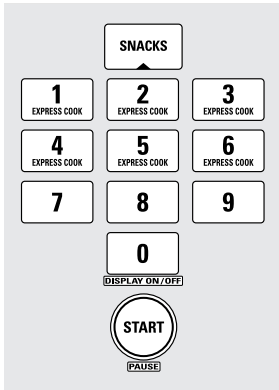 SNACKS
1 2 3
EXPRESS COOK EXPRESS COOK EXPRESS COOK
4 5 6
EXPRESS COOK EXPRESS COOK EXPRESS COOK
7 8 9
0
DISPLAY ON/OFF
START
PAUSE